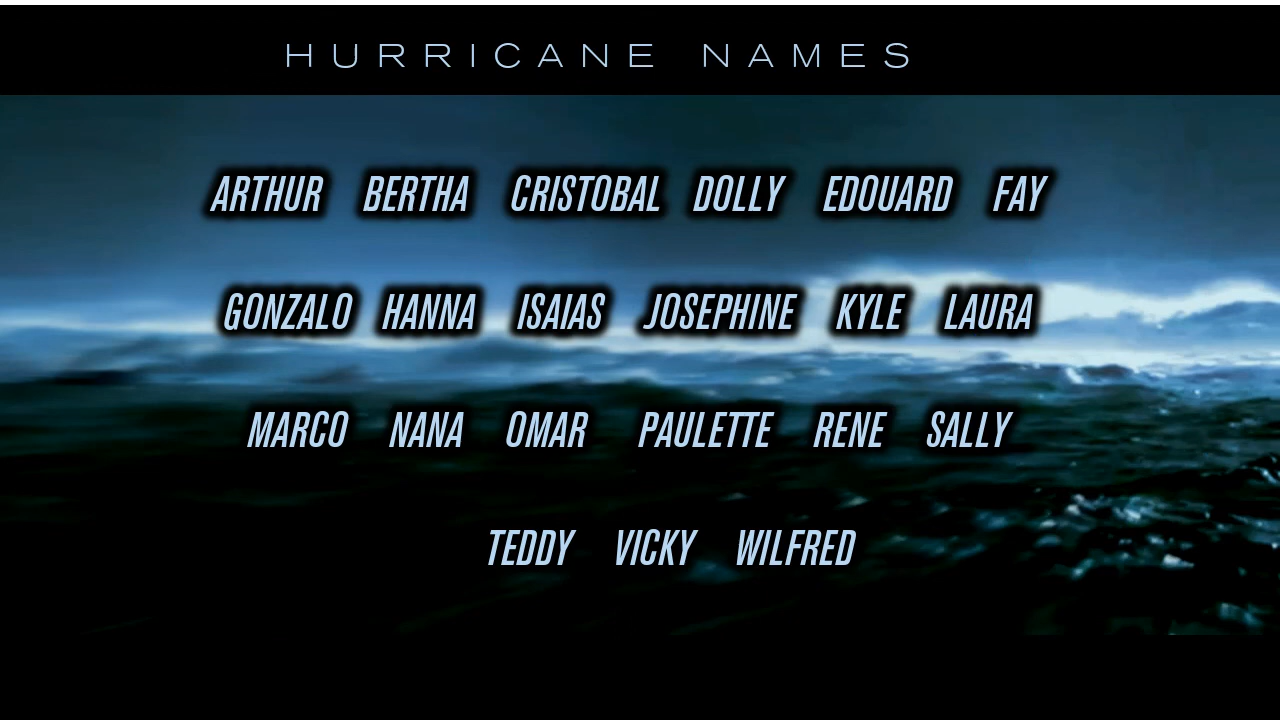 HURRICANE NAMES
ARTHUR BERTHA CRISTOBAL DOLLY EDOUARD FAY
GONZALO HANNA ISAIAS JOSEPHINE KYLE LAURA
MARCO NANA OMAR PAULETTE RENE SALLY
TEDDY VICKY WILFRED